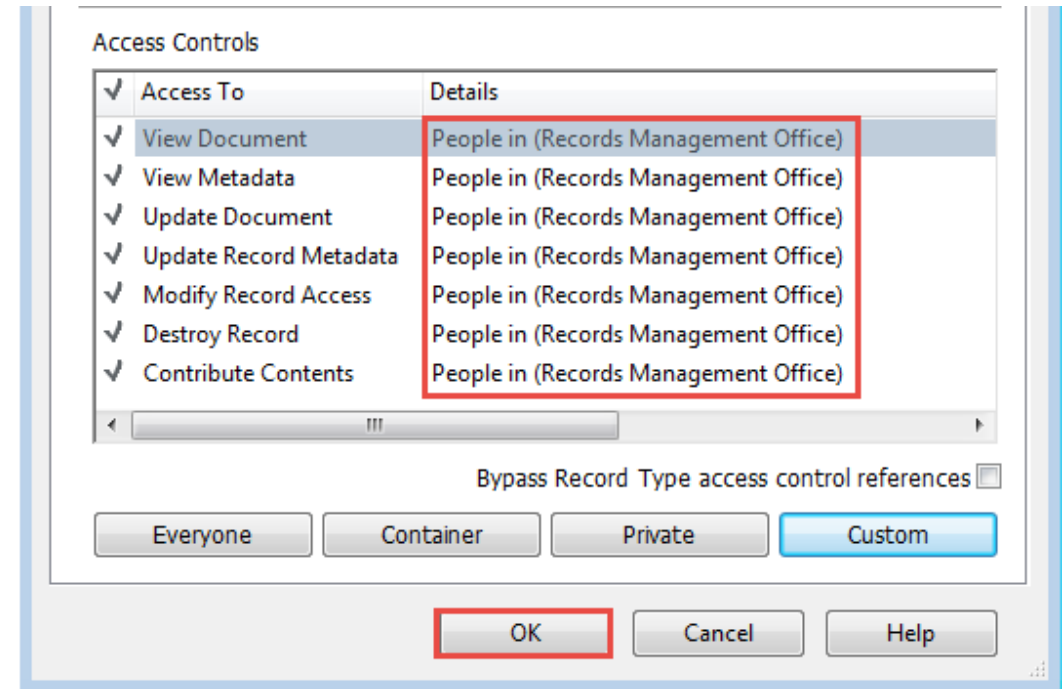 Access Controls
Access To Details
View Document People in (Records Management Office)
View Metadata People in (Records Management Office)
Update Document People in (Records Management Office)
Update Record Metadata People in (Records Management Office)
Modify Record Access People in (Records Management Office)
Destroy Record People in (Records Management Office)
Contribute Contents People in (Records Management Office)
Bypass Record Type access control references
Everyone Container Private Custom
OK Cancel Help